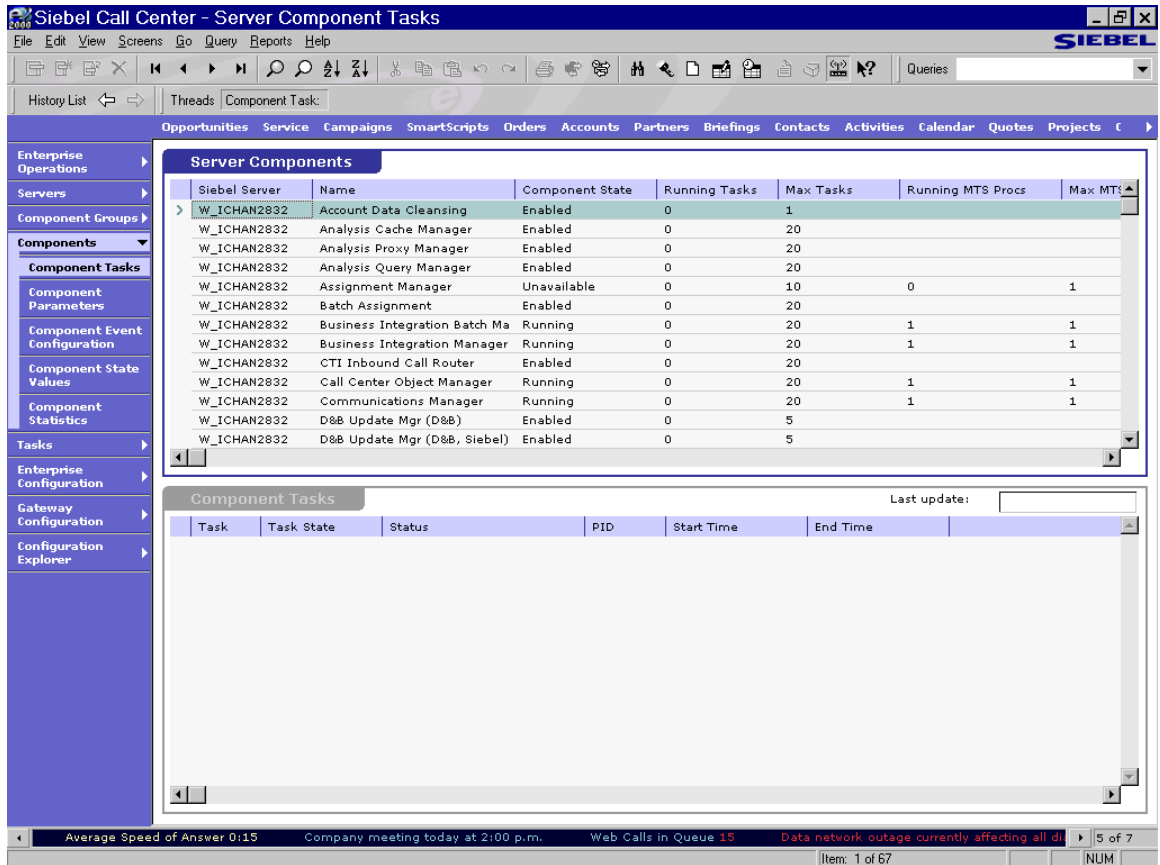 2000 Siebel Call Center - Server Component Tasks
File Edit View Screens Go Query Reports Help SIEBEL
Queries
History List Threads Component Task:
Opportunities Service Campaigns SmartScripts Orders Accounts Partners Briefings Contacts Activities Calendar Quotes Projects
Enterprise Operations
Servers
Component Groups
Components
Component Tasks
Component Parameters
Component Event Configuration
Component State Values
Component Statistics
Tasks
Enterprise Configuration
Gateway Configuration
Configuration Explorer
Server Components
Siebel Server Name Component State Running Tasks Max Tasks Running MTS Procs Max MTS
W_ICHAN2832 Account Data Cleansing Enabled 0 1
W_ICHAN2832 Analysis Cache Manager Enabled 0 20
W_ICHAN2832 Analysis Proxy Manager Enabled 0 20
W_ICHAN2832 Analysis Query Manager Enabled 0 20
W_ICHAN2832 Assignment Manager Unavailable 0 10 0 1
W_ICHAN2832 Batch Assignment Enabled 0 20
W_ICHAN2832 Business Integration Batch Ma Running 0 20 1 1
W_ICHAN2832 Business Integration Manager Running 0 20 1 1
W_ICHAN2832 CTI Inbound Call Router Enabled 0 20
W_ICHAN2832 Call Center Object Manager Running 0 20 1 1
W_ICHAN2832 Communications Manager Running 0 20 1 1
W_ICHAN2832 D&B Update Mgr (D&B) Enabled 0 5
W_ICHAN2832 D&B Update Mgr (D&B, Siebel) Enabled 0 5
Component Tasks Last update:
Task Task State Status PID Start Time End Time
Average Speed of Answer 0:15 Company meeting today at 2:00 p.m. Web Calls in Queue 15 Data network outage currently affecting all 5 of 7
Item: 1 of 67 NUM